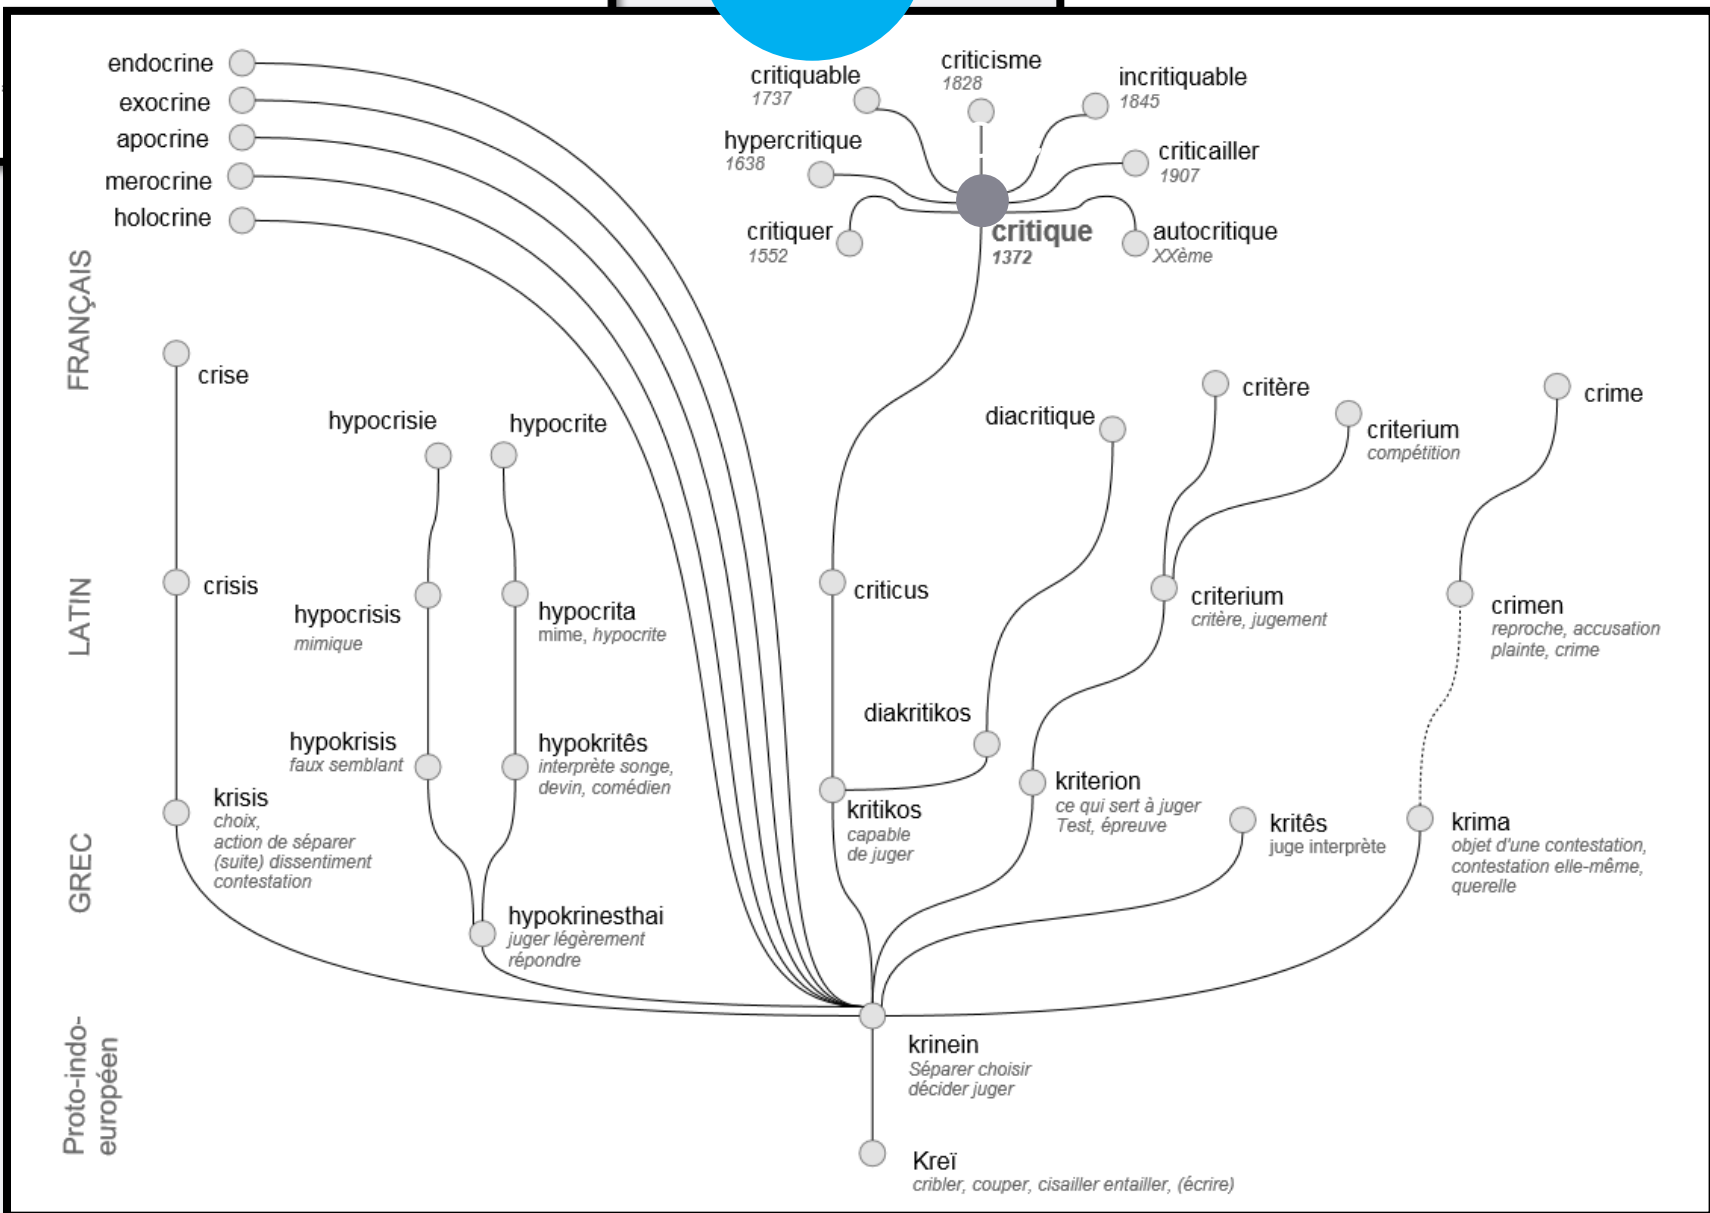 endocrine
exocrine
apocrine
merocrine
holocrine
critiquable
1737
criticisme
1828
incritiquable
1845
hypercritique
1638
criticailler
1907
critiquer
1552
critique
1372
autocritique
XXème
FRANÇAIS
crise
hypocrisie
hypocrite
diacritique
critère
criterium
compétition
crime
LATIN
crisis
hypocrisis
mimique
hypocrita
mime, hypocrite
criticus
criterium
critère, jugement
crimen
reproche, accusation
plainte, crime
GREC
krisis
choix,
action de séparer
(suite) dissentiment
contestation
hypokrisis
faux semblant
hypokritês
interprète songe,
devin, comédien
diakritikos
kritikos
capable
de juger
kriterion
ce qui sert à juger
Test, épreuve
kritês
juge interprète
krima
objet d'une contestation,
contestation elle-même,
querelle
hypokrinesthai
juger légèrement
répondre
Proto-indo-
européen
krinein
Séparer choisir
décider juger
Kreï
cribler, couper, cisailler entailler, (écrire)